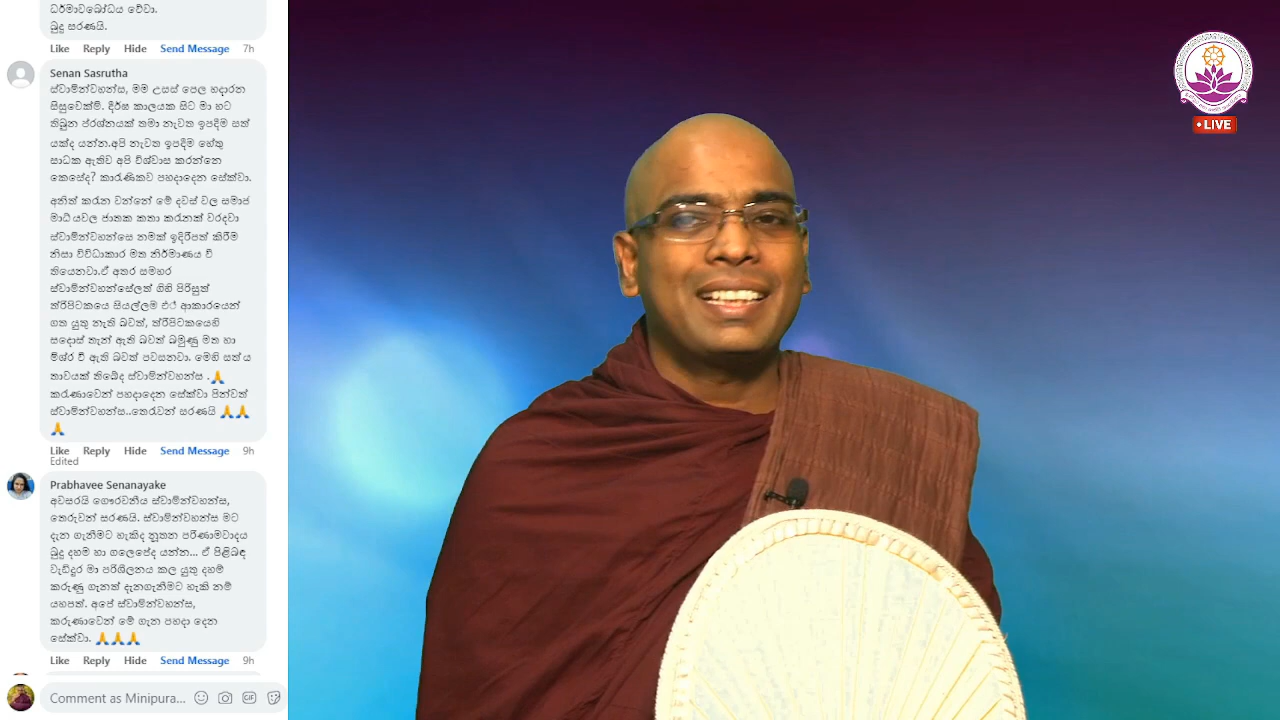 ධර්මාවබෝධය වේවා.
බුදු සරණයි.
Like Reply Hide Send Message 7h
Senan Sasrutha
ස්වාමින්වහන්ස, මම උසස් පෙල හදාරන
සිසුවෙක්මි. දීර්ඝ කාලයක සිට මා හට
තිබුන ප්රශ්නයක් තමා නැවත ඉපදීම සත්
යක්ද යන්න.අපි නැවත ඉපදීම හේතු
සාධක ඇතිව අපි විශ්වාස කරන්නෙ
කෙසේද? කාරැණිකව පහදාදෙන සේක්වා.
අනිත් කරැන වන්නේ මේ දවස් වල සමාජ
මාධ යවල ජාතක කතා කරැනක් වරදවා
ස්වාමින්වහන්සෙ නමක් ඉදිරිපත් කිරීම
නිසා විවිධාකාර මත නිර්මාණය වි
තියෙනවා.ඒ අතර සමහර
ස්වාමින්වහන්සේලත් ගිහි පිරිසුත්
ත්රිපිටකයෙ සියල්ලම ආකාරයෙන්
ගත යුතු නැති බවත්, ත්රිපිටකයෙහි
සදොස් තැන් ඇති බවත් බමුණු මත හා
මිශ්ර වි ඇති බවත් පවසනවා. මෙහි සත් ය
තාවයක් තිබේද ස්වාමින්වහන්ස .🙏
කරැණාවෙන් පහදාදෙන සේක්වා පින්වත්
ස්වාමින්වහන්ස..තෙරැවන් සරණයි 🙏🙏
🙏
Like Reply Hide Send Message 9h
Edited
Prabhavee Senanayake
අවසරයි ගෞරවනීය ස්වාමින්වහන්ස,
තෙරුවන් සරණයි. ස්වාමින්වහන්ස මට
දැන ගැනීමට හැකිද නූතන පරිණාමවාදය
බුදු දහම හා ගලපේද යන්න... ඒ පිළිබඳ
වැඩිදුර මා පරිශීලනය කල යුතු දහම්
කරුණු ගැනත් දැනගැනීමට හැකි නම්
යහපත්. අපේ ස්වාමින්වහන්ස,
කරුණාවෙන් මේ ගැන පහදා දෙන
සේක්වා. 🙏🙏🙏
Like Reply Hide Send Message 9h
Comment as Minipura...
GIF
• LIVE